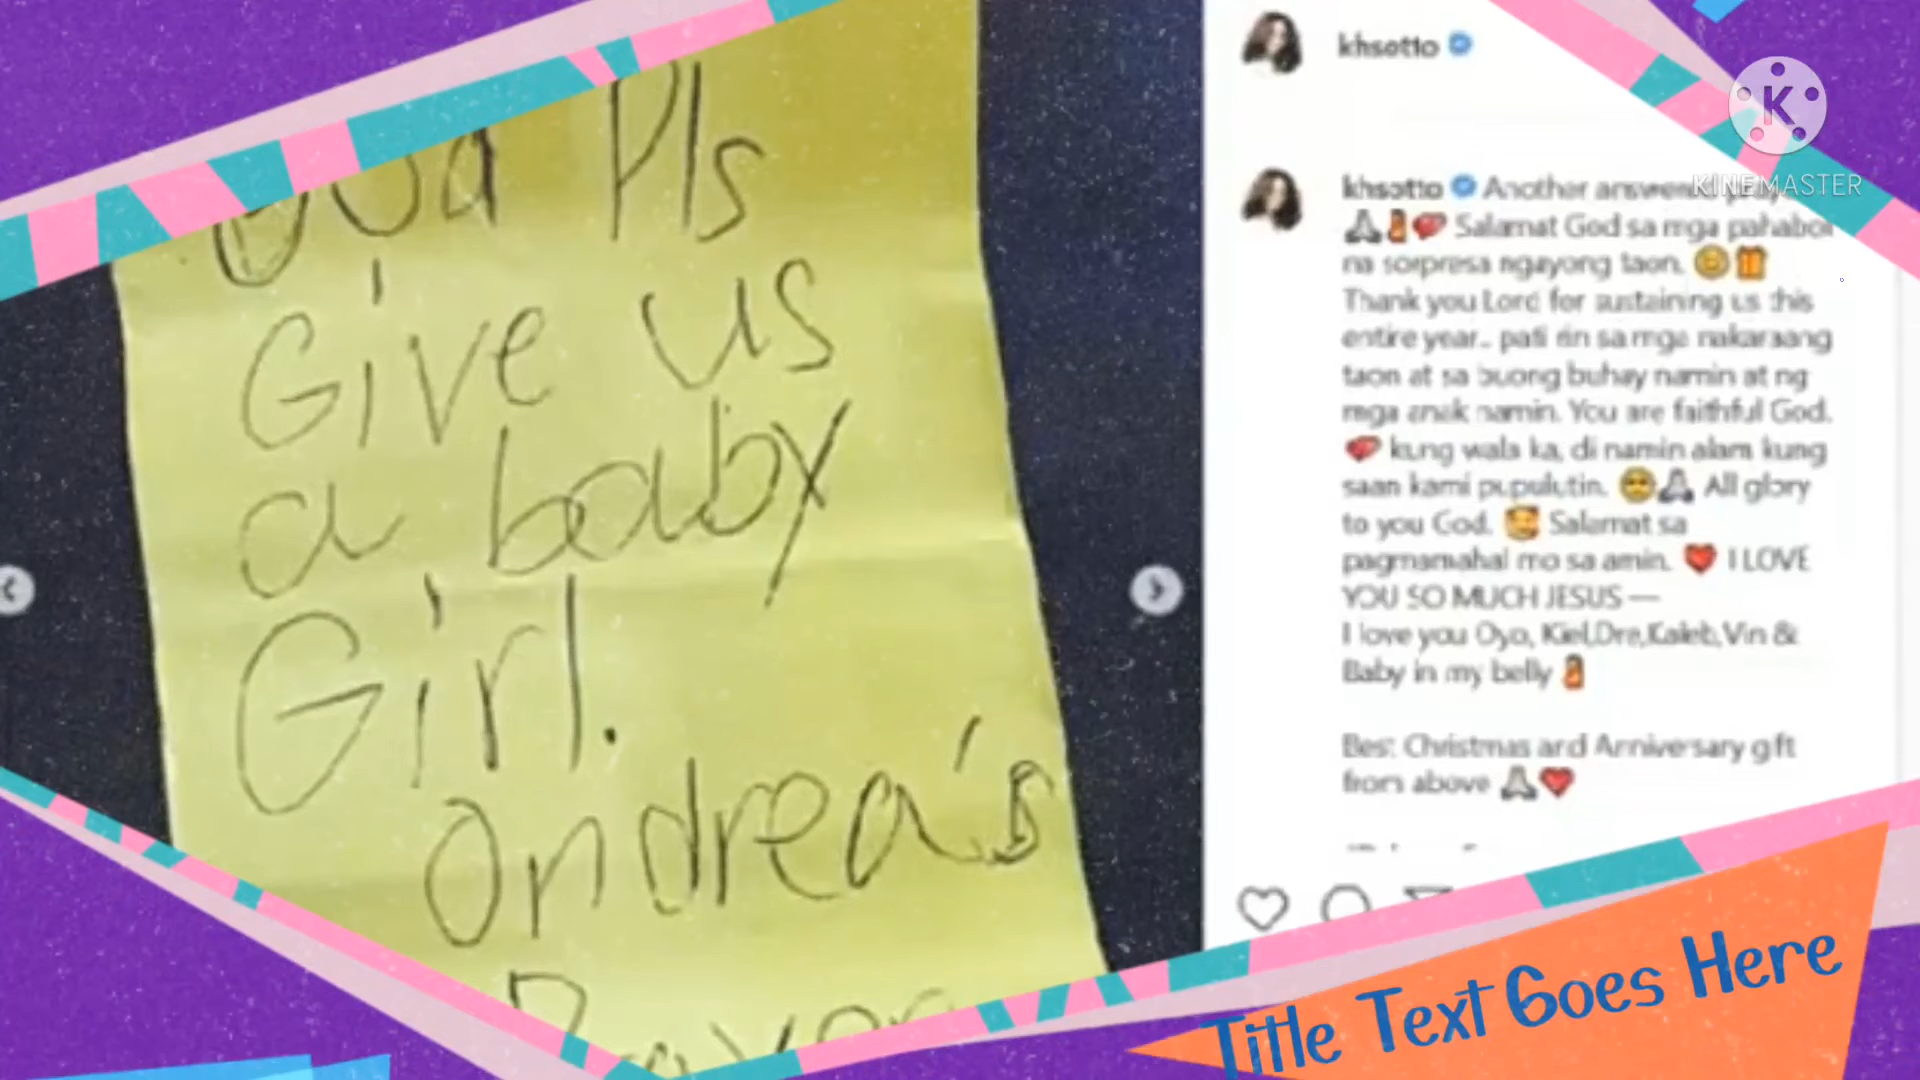 Pls
Give us
a baby
Girl.
Ondrea's
khsotto
khsotto Another
Salamat God sa mga pahabol
na sorpresa ngayong taon.
Thank you Lord for sustaining us this
entire year.. pati rin sa mga nakaraang
taon at sa buong buhay namin at ng
mga anak namin. You are faithful God.
kung wala ka, di namin alam kung
saan kami pupulutin. All glory
to you God. Salamat sa
pagmamahal mo sa amin. I LOVE
YOU SO MUCH JESUS —
I love you Oyo, Kiel,Dre,Kaleb,Vin &
Baby in my belly
Best Christmas and Anniversary gift
from above
KINEMASTER
Title Text Goes Here